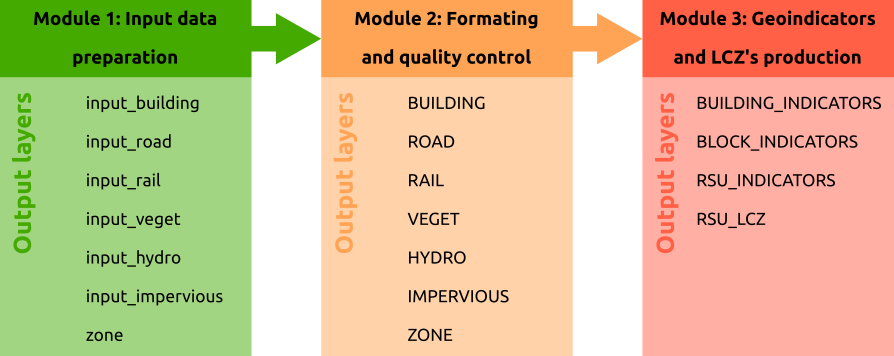 Module 1: Input data
preparation
Output layers
input_building
input_road
input_rail
input_veget
input_hydro
input_impervious
zone
Module 2: Formating
and quality control
Output layers
BUILDING
ROAD
RAIL
VEGET
HYDRO
IMPERVIOUS
ZONE
Module 3: Geoindicators
and LCZ's production
Output layers
BUILDING_INDICATORS
BLOCK_INDICATORS
RSU_INDICATORS
RSU_LCZ